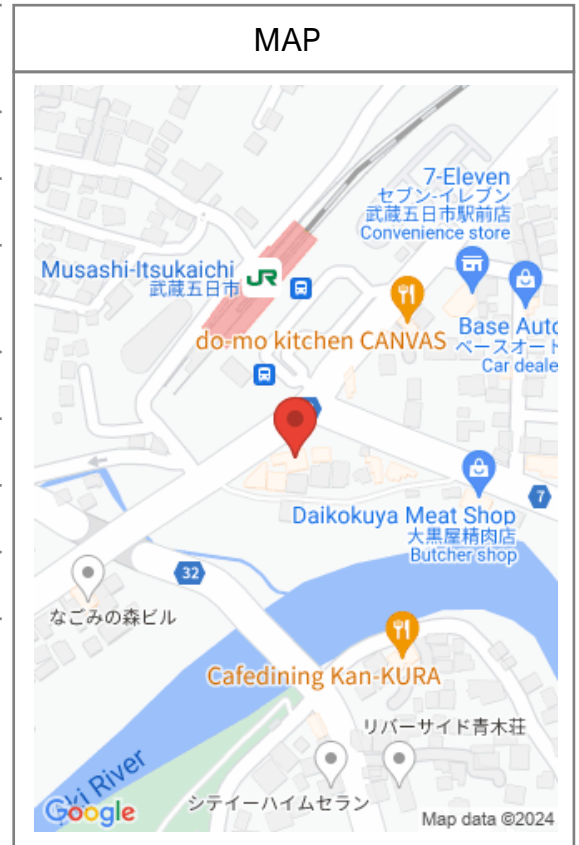 MAP
7-Eleven
セブン-イレブン
武蔵五日市駅前店
Convenience store
Musashi-Itsukaichi
武蔵五日市
JR
do-mo kitchen CANVAS
Base Auto
ベースオート
Car deale
7
Daikokuya Meat Shop
大黒屋精肉店
Butcher shop
32
なごみの森ビル
Cafedining Kan-KURA
リバーサイド青木荘
ki River
シティーハイムセラン
Google
Map data ©2024